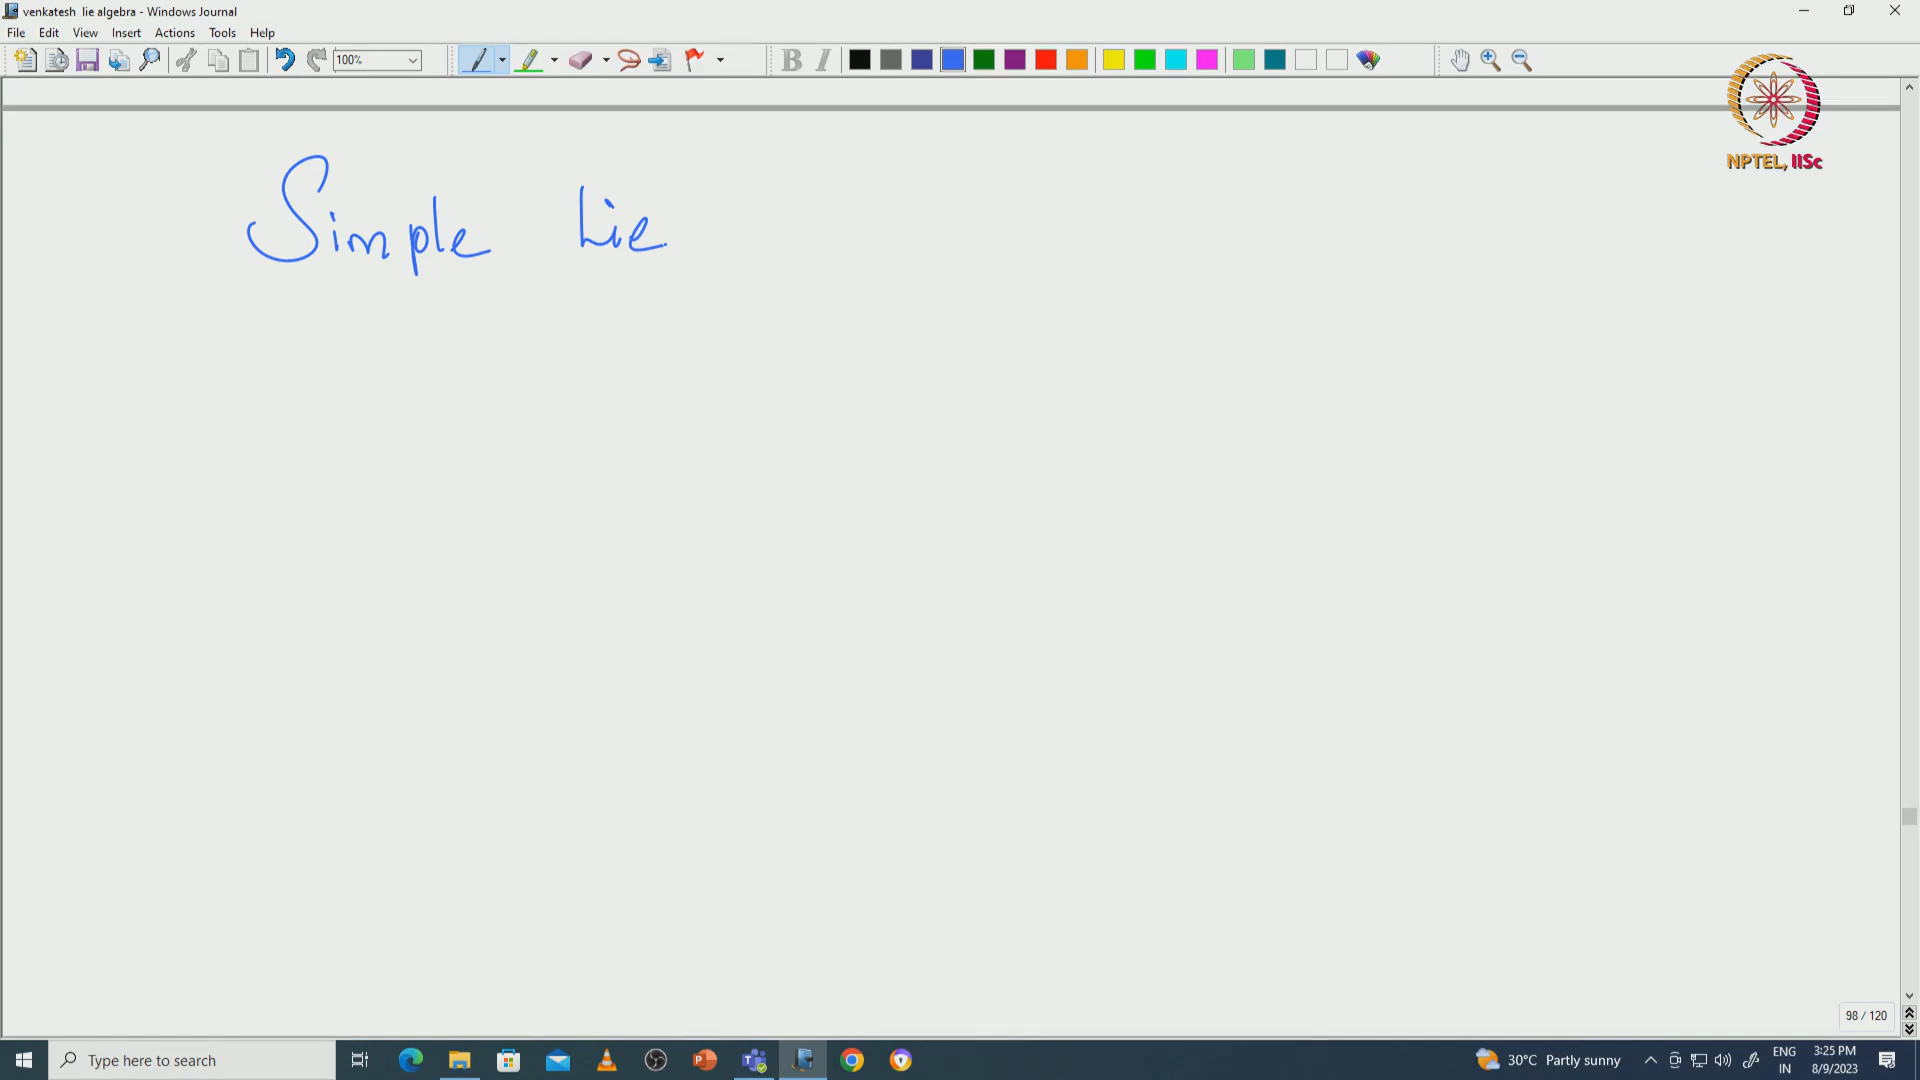 venkatesh lie algebra - Windows Journal
File Edit View Insert Actions Tools Help
100%
B I
NPTEL, IISc
Simple Lie
98 / 120
Type here to search
30°C Partly sunny
ENG
IN
3:25 PM
8/9/2023